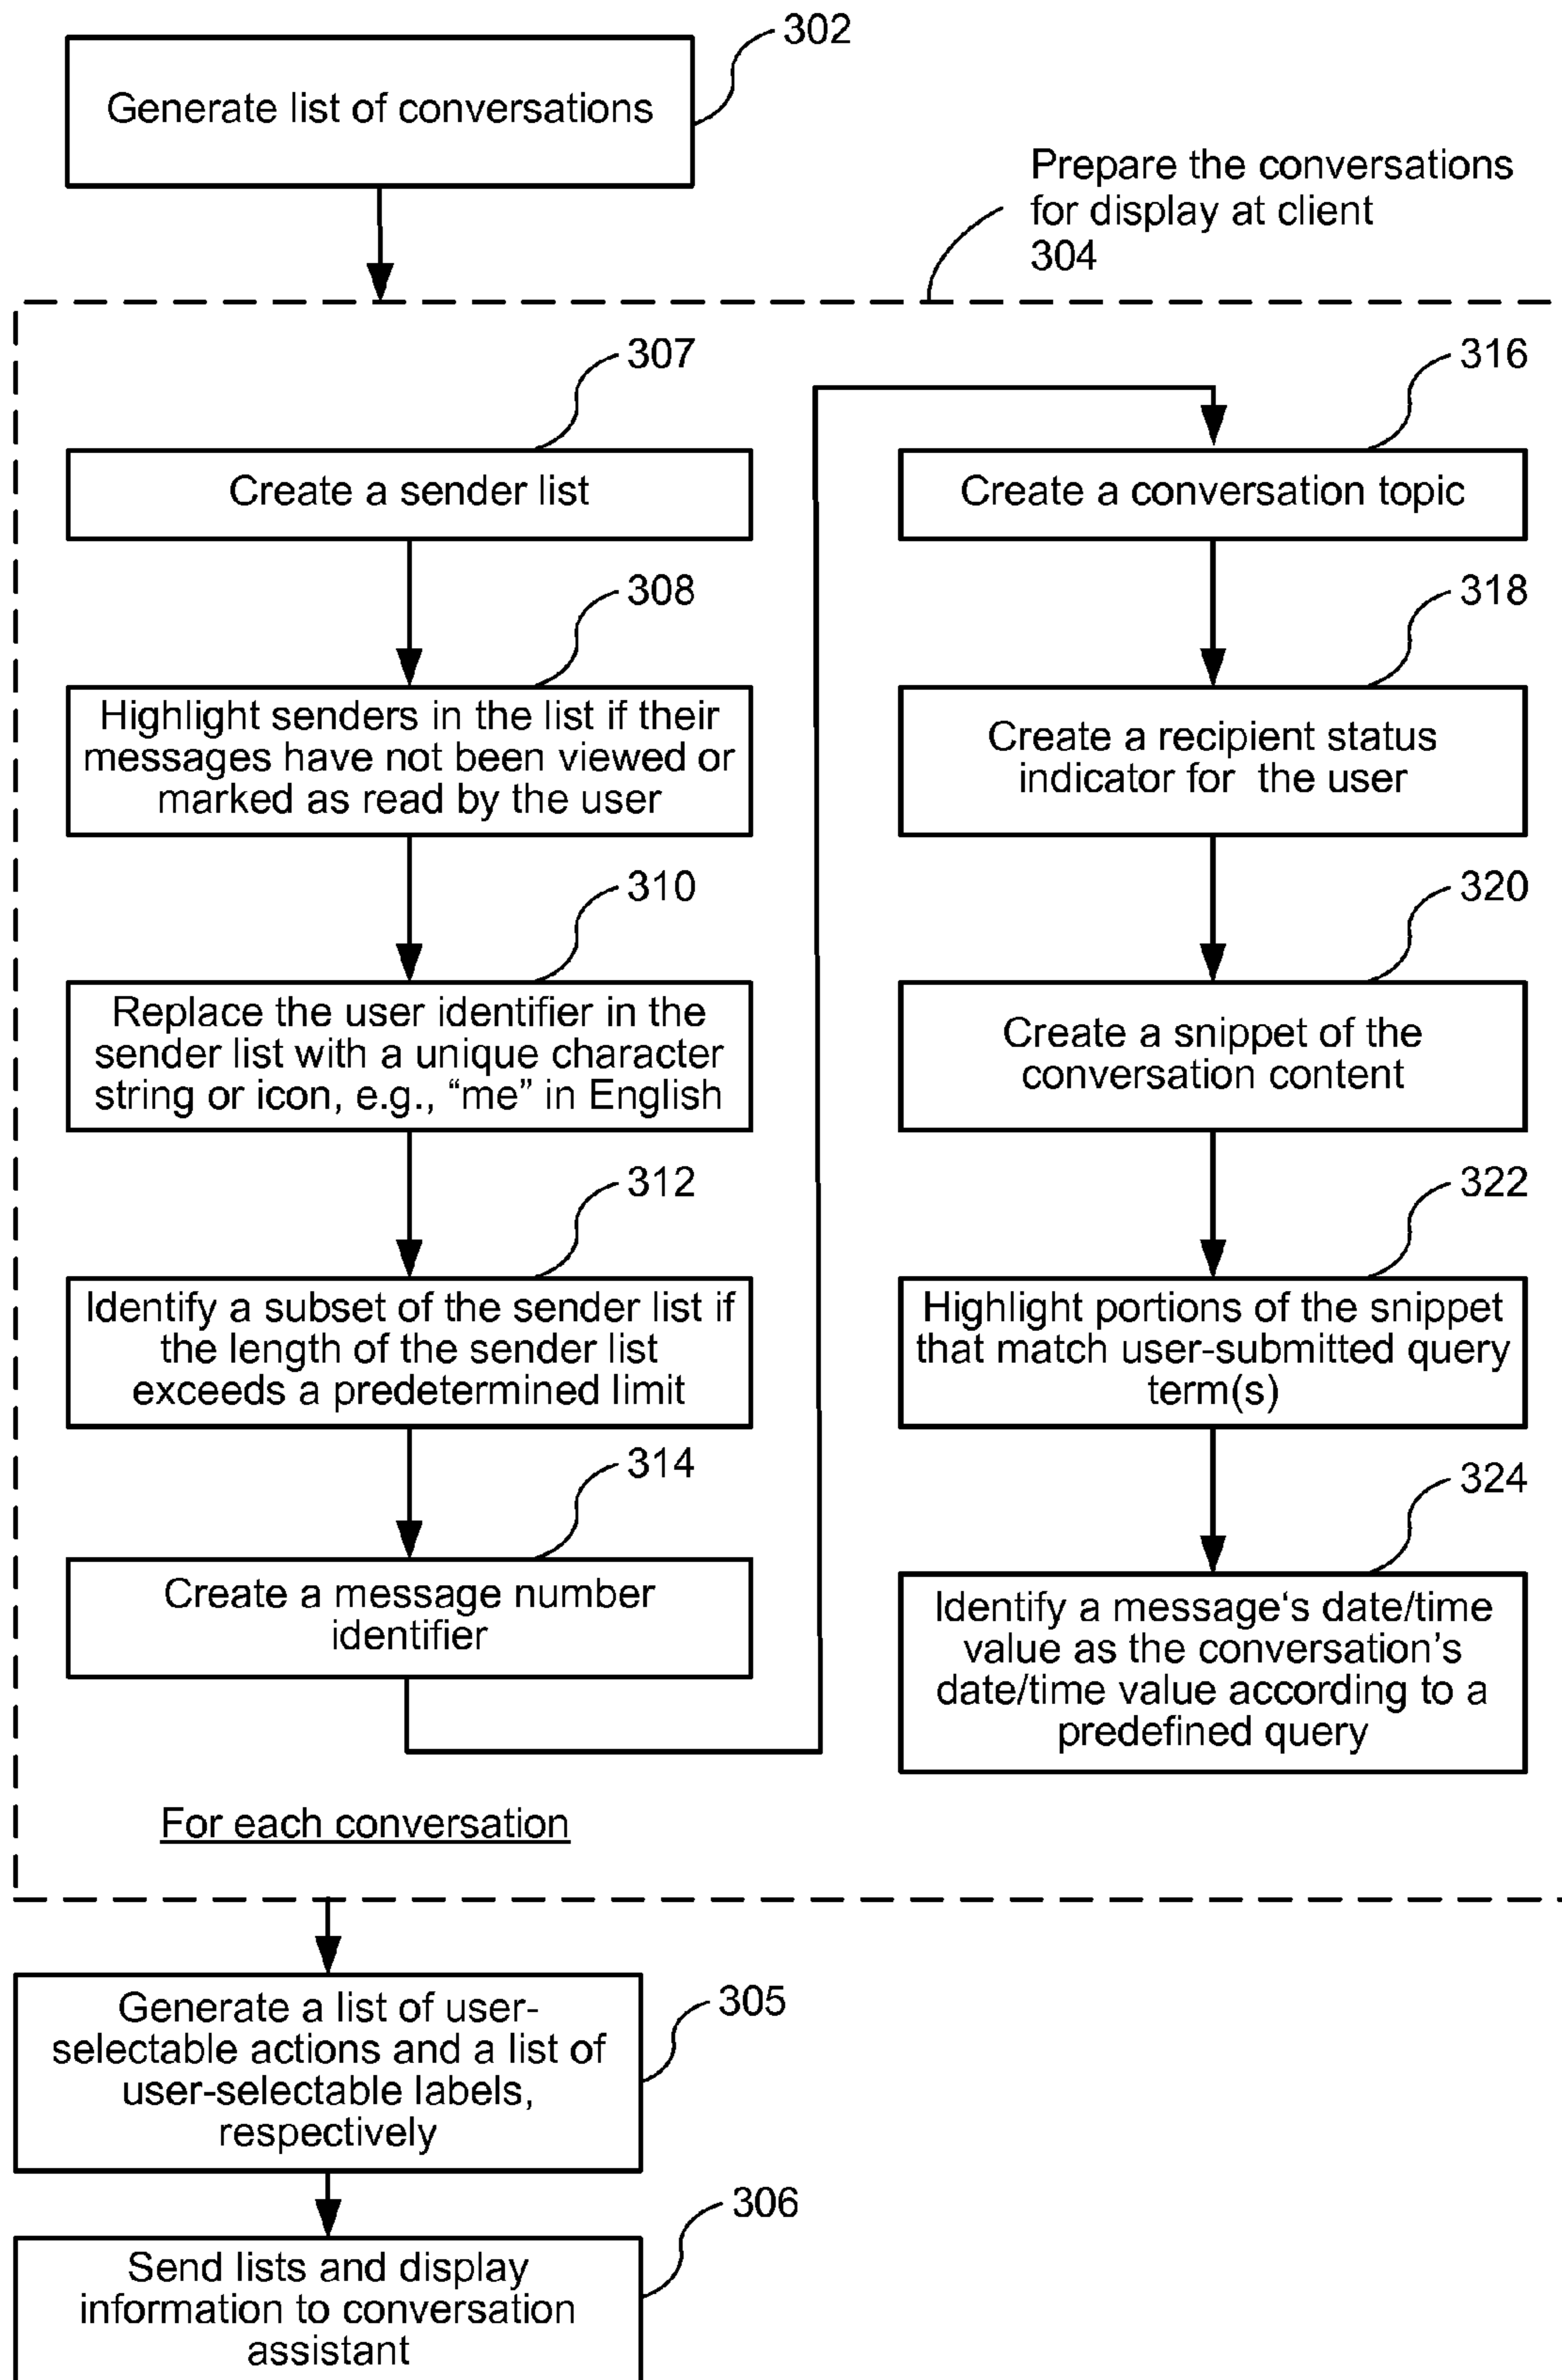 302
Generate list of conversations
Prepare the conversations
for display at client
304
307
Create a sender list
308
Highlight senders in the list if their
messages have not been viewed or
marked as read by the user
310
Replace the user identifier in the
sender list with a unique character
string or icon, e.g., “me” in English
312
Identify a subset of the sender list if
the length of the sender list
exceeds a predetermined limit
314
Create a message number
identifier
316
Create a conversation topic
318
Create a recipient status
indicator for the user
320
Create a snippet of the
conversation content
322
Highlight portions of the snippet
that match user-submitted query
term(s)
324
Identify a message‘s date/time
value as the conversation’s
date/time value according to a
predefined query
For each conversation
305
Generate a list of user-
selectable actions and a list of
user-selectable labels,
respectively
306
Send lists and display
information to conversation
assistant